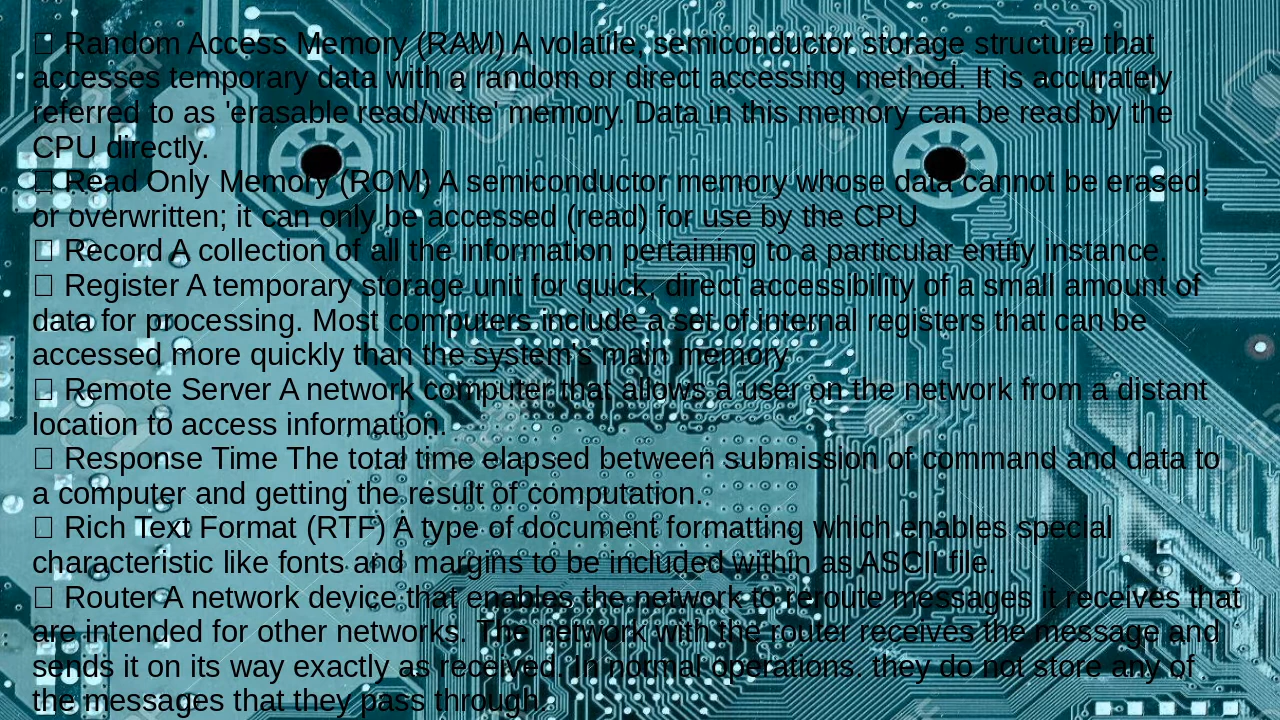 □ Random Access Memory (RAM) A volatile, semiconductor storage structure that
accesses temporary data with a random or direct accessing method. It is accurately
referred to as 'erasable read/write' memory. Data in this memory can be read by the
CPU directly.
□ Read Only Memory (ROM) A semiconductor memory whose data cannot be erased,
or overwritten; it can only be accessed (read) for use by the CPU
□ Record A collection of all the information pertaining to a particular entity instance.
□ Register A temporary storage unit for quick, direct accessibility of a small amount of
data for processing. Most computers include a set of internal registers that can be
accessed more quickly than the system's main memory
□ Remote Server A network computer that allows a user on the network from a distant
location to access information.
□ Response Time The total time elapsed between submission of command and data to
a computer and getting the result of computation.
□ Rich Text Format (RTF) A type of document formatting which enables special
characteristic like fonts and margins to be included within as ASCII file.
□ Router A network device that enables the network to reroute messages it receives that
are intended for other networks. The network with the router receives the message and
sends it on its way exactly as received. In normal operations. they do not store any of
the messages that they pass through.